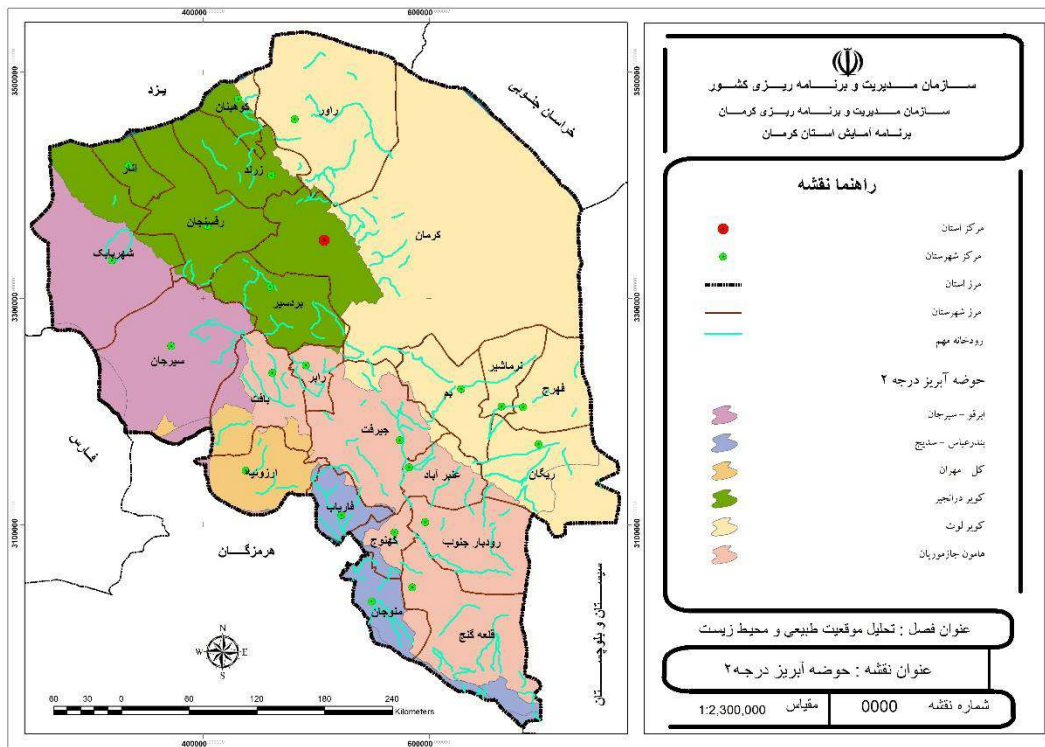 400000
600000
3500000
3300000
3100000
3500000
3300000
3100000
400000
600000
یزد
خراسان جنوبی
فارس
هرمزگان
سیستان و بلوچستان
کوهبنان
راور
زرند
انار
رفسنجان
کرمان
شهربابک
بردسیر
سیرجان
بافت
رابر
نرماشیر
بم
فهرج
جیرفت
ریگان
ارزوئیه
عنبر آباد
فاریاب
کهنوج
رودبار جنوب
منوجان
قلعه گنج
N
W
E
S
60 30 0 60 120 180 240
Kilometers
سازمان مدیریت و برنامه ریزی کشور
سازمان مدیریت و برنامه ریزی کرمان
برنامه آمایش استان کرمان
راهنما نقشه
مرکز استان
مرکز شهرستان
مرز استان
مرز شهرستان
رودخانه مهم
حوضه آبریز درجه ۲
ابرقو - سیرجان
بندرعباس - سدیج
کل مهران
کویر درانجیر
کویر لوت
هامون جازموریان
عنوان فصل : تحلیل موقعیت طبیعی و محیط زیست
عنوان نقشه : حوضه آبریز درجه۲
شماره نقشه 0000 مقیاس 1:2,300,000